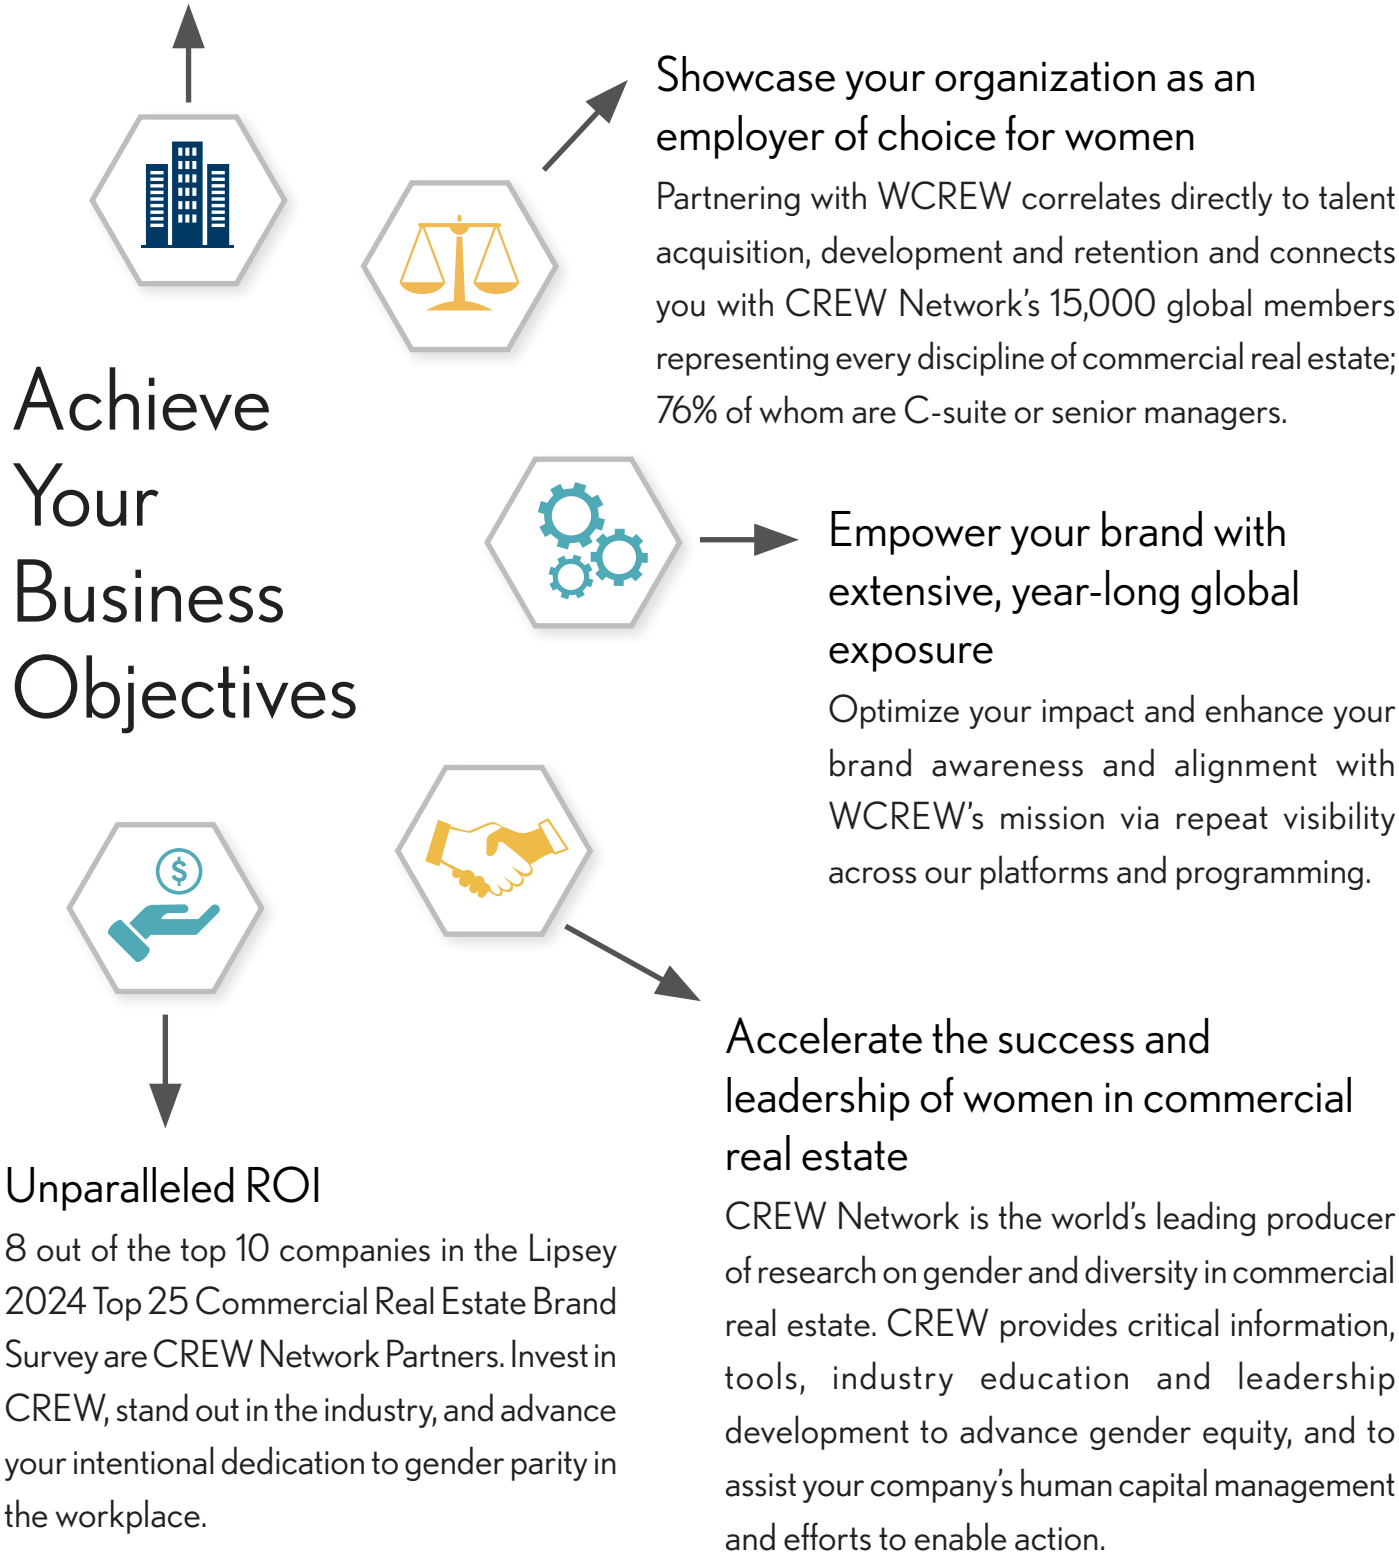 Showcase your organization as an
employer of choice for women
Partnering with WCREW correlates directly to talent
acquisition, development and retention and connects
you with CREW Network's 15,000 global members
representing every discipline of commercial real estate;
76% of whom are C-suite or senior managers.
Achieve
Your
Business
Objectives
Empower your brand with
extensive, year-long global
exposure
Optimize your impact and enhance your
brand awareness and alignment with
WCREW's mission via repeat visibility
across our platforms and programming.
$
Accelerate the success and
leadership of women in commercial
real estate
CREW Network is the world's leading producer
of research on gender and diversity in commercial
real estate. CREW provides critical information,
tools, industry education and leadership
development to advance gender equity, and to
assist your company's human capital management
and efforts to enable action.
Unparalleled ROI
8 out of the top 10 companies in the Lipsey
2024 Top 25 Commercial Real Estate Brand
Survey are CREW Network Partners. Invest in
CREW, stand out in the industry, and advance
your intentional dedication to gender parity in
the workplace.